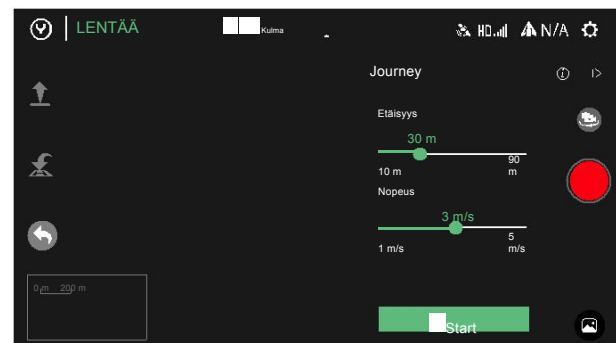 LENTÄÄ
Kulma
HD
N/A
Journey
Etäisyys
30 m
10 m
90
m
Nopeus
3 m/s
1 m/s
5
m/s
0 m 200 m
Start